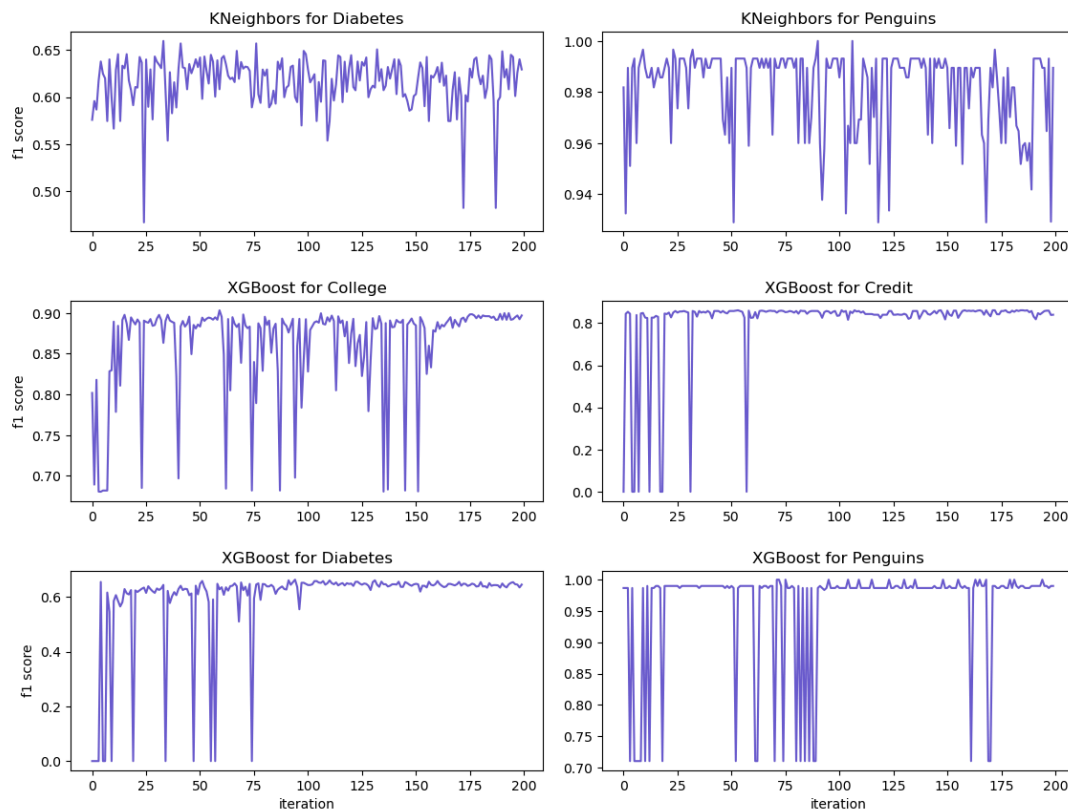 KNeighbors for Diabetes
f1 score
0.65
0.60
0.55
0.50
0 25 50 75 100 125 150 175 200
KNeighbors for Penguins
1.00
0.98
0.96
0.94
0 25 50 75 100 125 150 175 200
XGBoost for College
f1 score
0.90
0.85
0.80
0.75
0.70
0 25 50 75 100 125 150 175 200
XGBoost for Credit
0.8
0.6
0.4
0.2
0.0
0 25 50 75 100 125 150 175 200
XGBoost for Diabetes
f1 score
0.6
0.4
0.2
0.0
0 25 50 75 100 125 150 175 200
iteration
XGBoost for Penguins
1.00
0.95
0.90
0.85
0.80
0.75
0.70
0 25 50 75 100 125 150 175 200
iteration